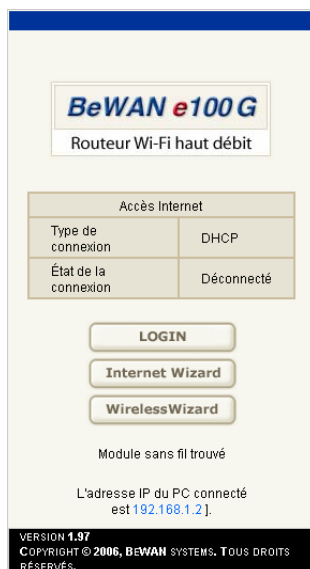 BeWAN e100 G
Routeur Wi-Fi haut débit
Accès Internet
Type de connexion DHCP
État de la connexion Déconnecté
LOGIN
Internet Wizard
WirelessWizard
Module sans fil trouvé
L'adresse IP du PC connecté
est 192.168.1.2 ].
VERSION 1.97
COPYRIGHT © 2006, BEWAN SYSTEMS. TOUS DROITS
RÉSERVÉS.